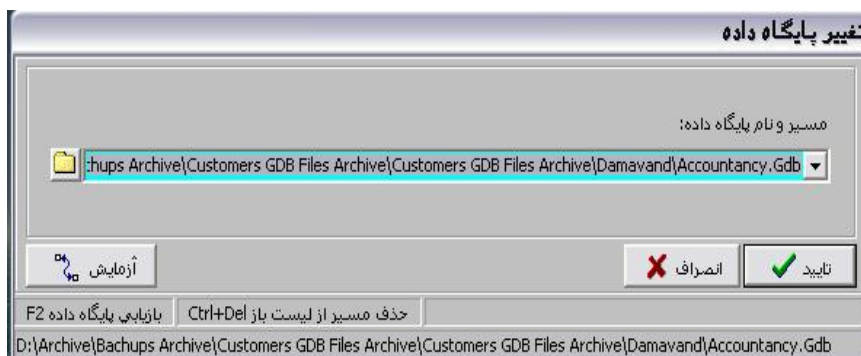 تغییر پایگاه داده
مسیر و نام پایگاه داده:
hups Archive\Customers GDB Files Archive\Customers GDB Files Archive\Damavand\Accountancy.Gdb
تایید
انصراف
آزمایش
حذف مسیر از لیست باز Ctrl+Del
بازیابی پایگاه داده F2
D:\Archive\Bachups Archive\Customers GDB Files Archive\Customers GDB Files Archive\Damavand\Accountancy.Gdb